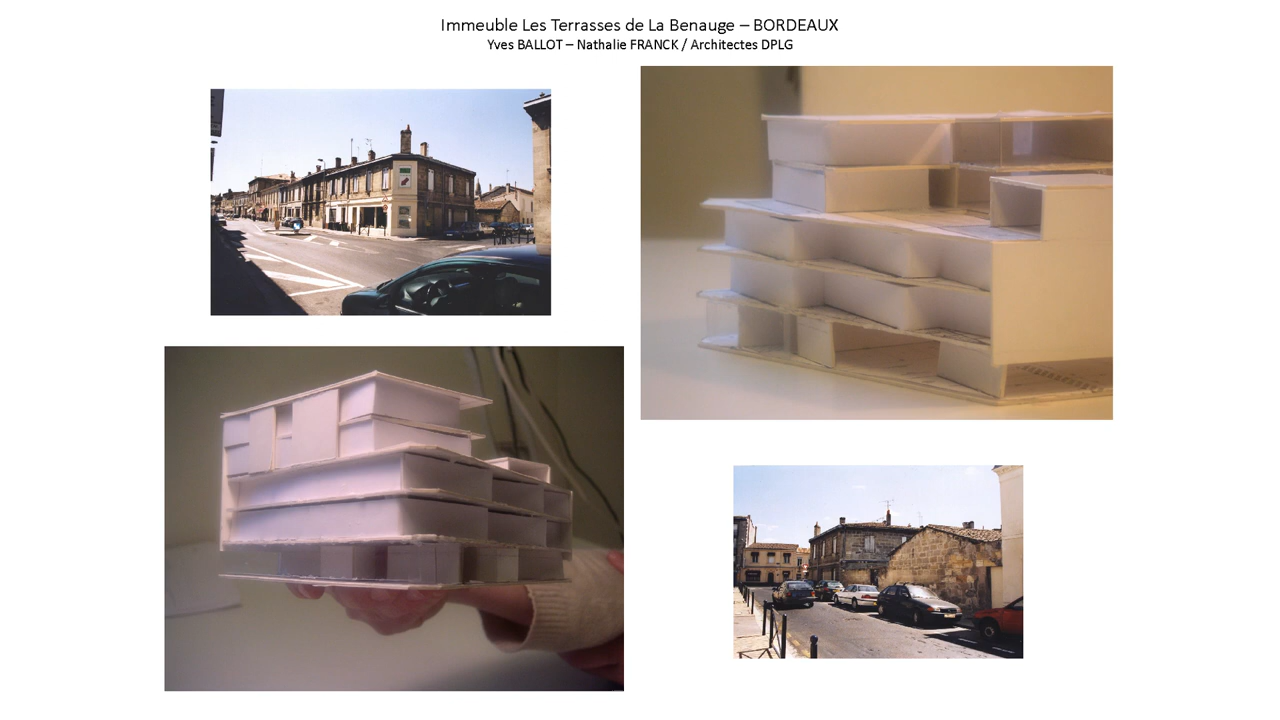 Immeuble Les Terrasses de La Benauge – BORDEAUX
Yves BALLOT – Nathalie FRANCK / Architectes DPLG